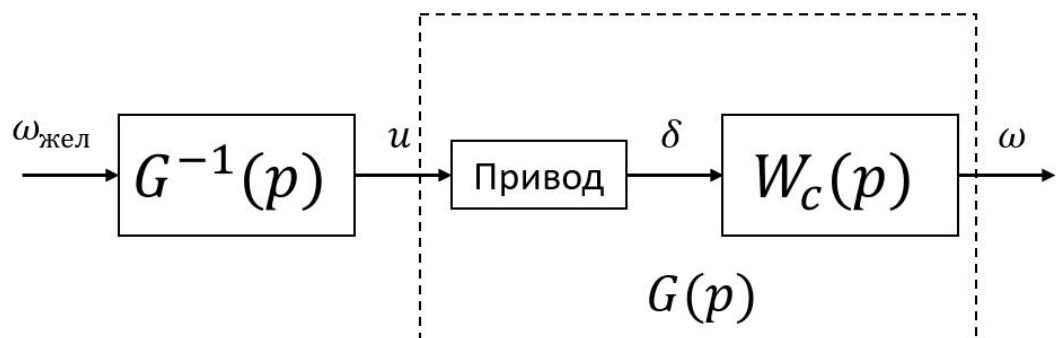 ω_жел
G⁻¹(p)
u
Привод
δ
W_c(p)
ω
G(p)